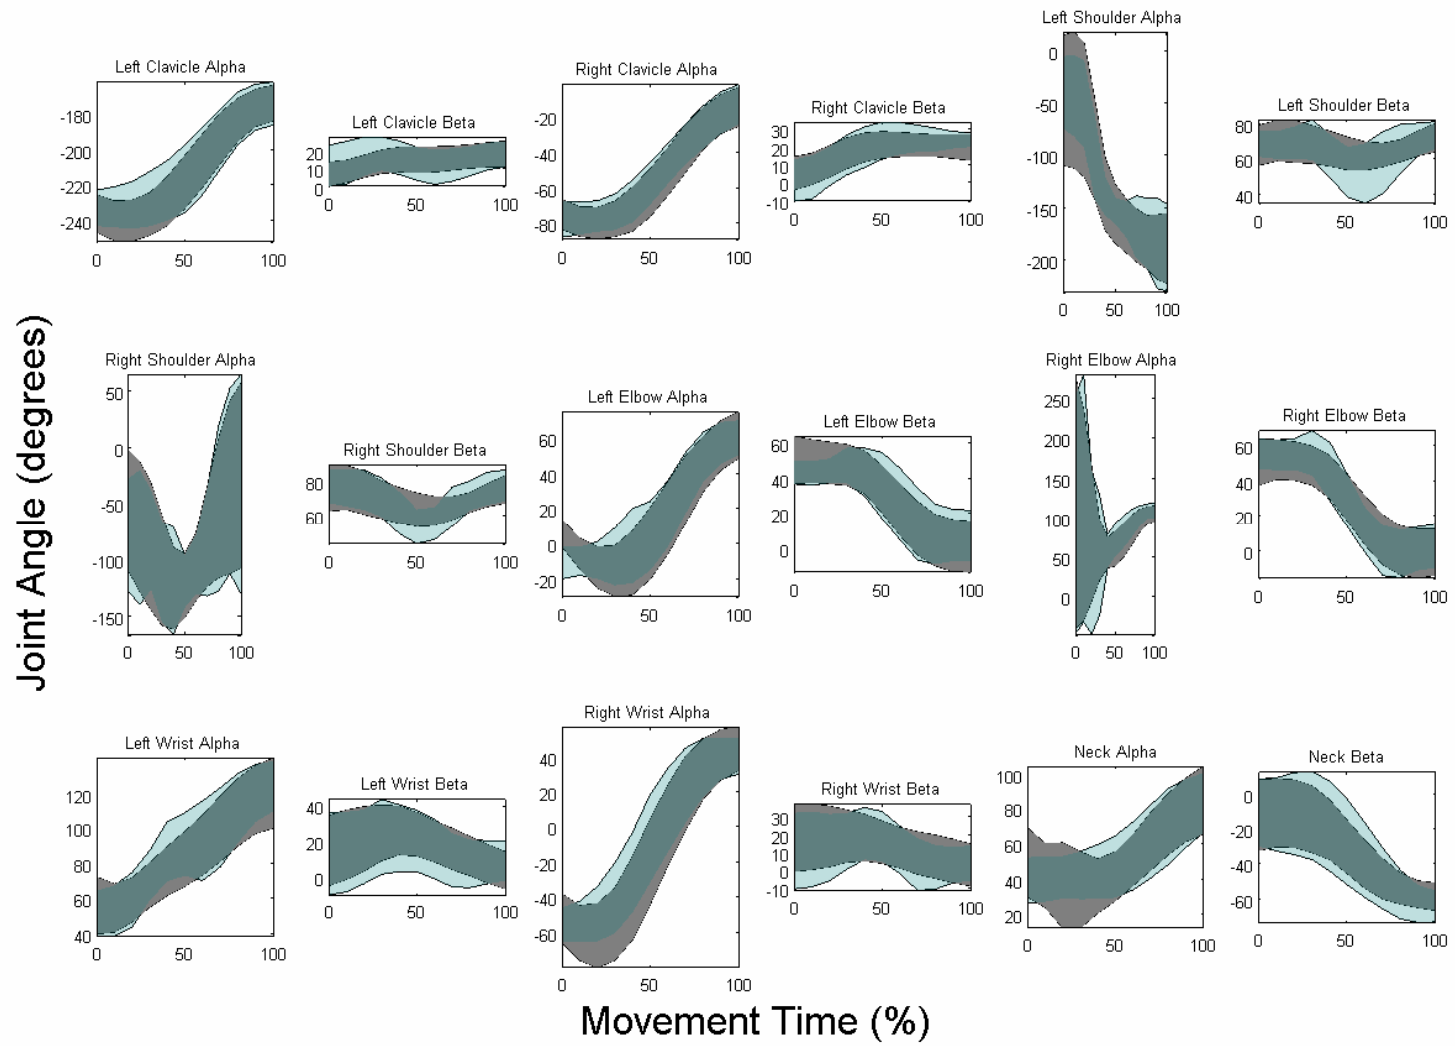 Left Clavicle Alpha
-180
-200
-220
-240
0 50 100
Left Clavicle Beta
20
10
0
0 50 100
Right Clavicle Alpha
-20
-40
-60
-80
0 50 100
Right Clavicle Beta
30
20
10
0
-10
0 50 100
Left Shoulder Alpha
0
-50
-100
-150
-200
0 50 100
Left Shoulder Beta
80
60
40
0 50 100
Joint Angle (degrees)
Right Shoulder Alpha
50
0
-50
-100
-150
0 50 100
Right Shoulder Beta
80
60
0 50 100
Left Elbow Alpha
60
40
20
0
-20
0 50 100
Left Elbow Beta
60
40
20
0
0 50 100
Right Elbow Alpha
250
200
150
100
50
0
0 50 100
Right Elbow Beta
60
40
20
0
0 50 100
Left Wrist Alpha
120
100
80
60
40
0 50 100
Left Wrist Beta
40
20
0
0 50 100
Right Wrist Alpha
40
20
0
-20
-40
-60
0 50 100
Right Wrist Beta
30
20
10
0
-10
0 50 100
Neck Alpha
100
80
60
40
20
0 50 100
Neck Beta
0
-20
-40
-60
0 50 100
Movement Time (%)